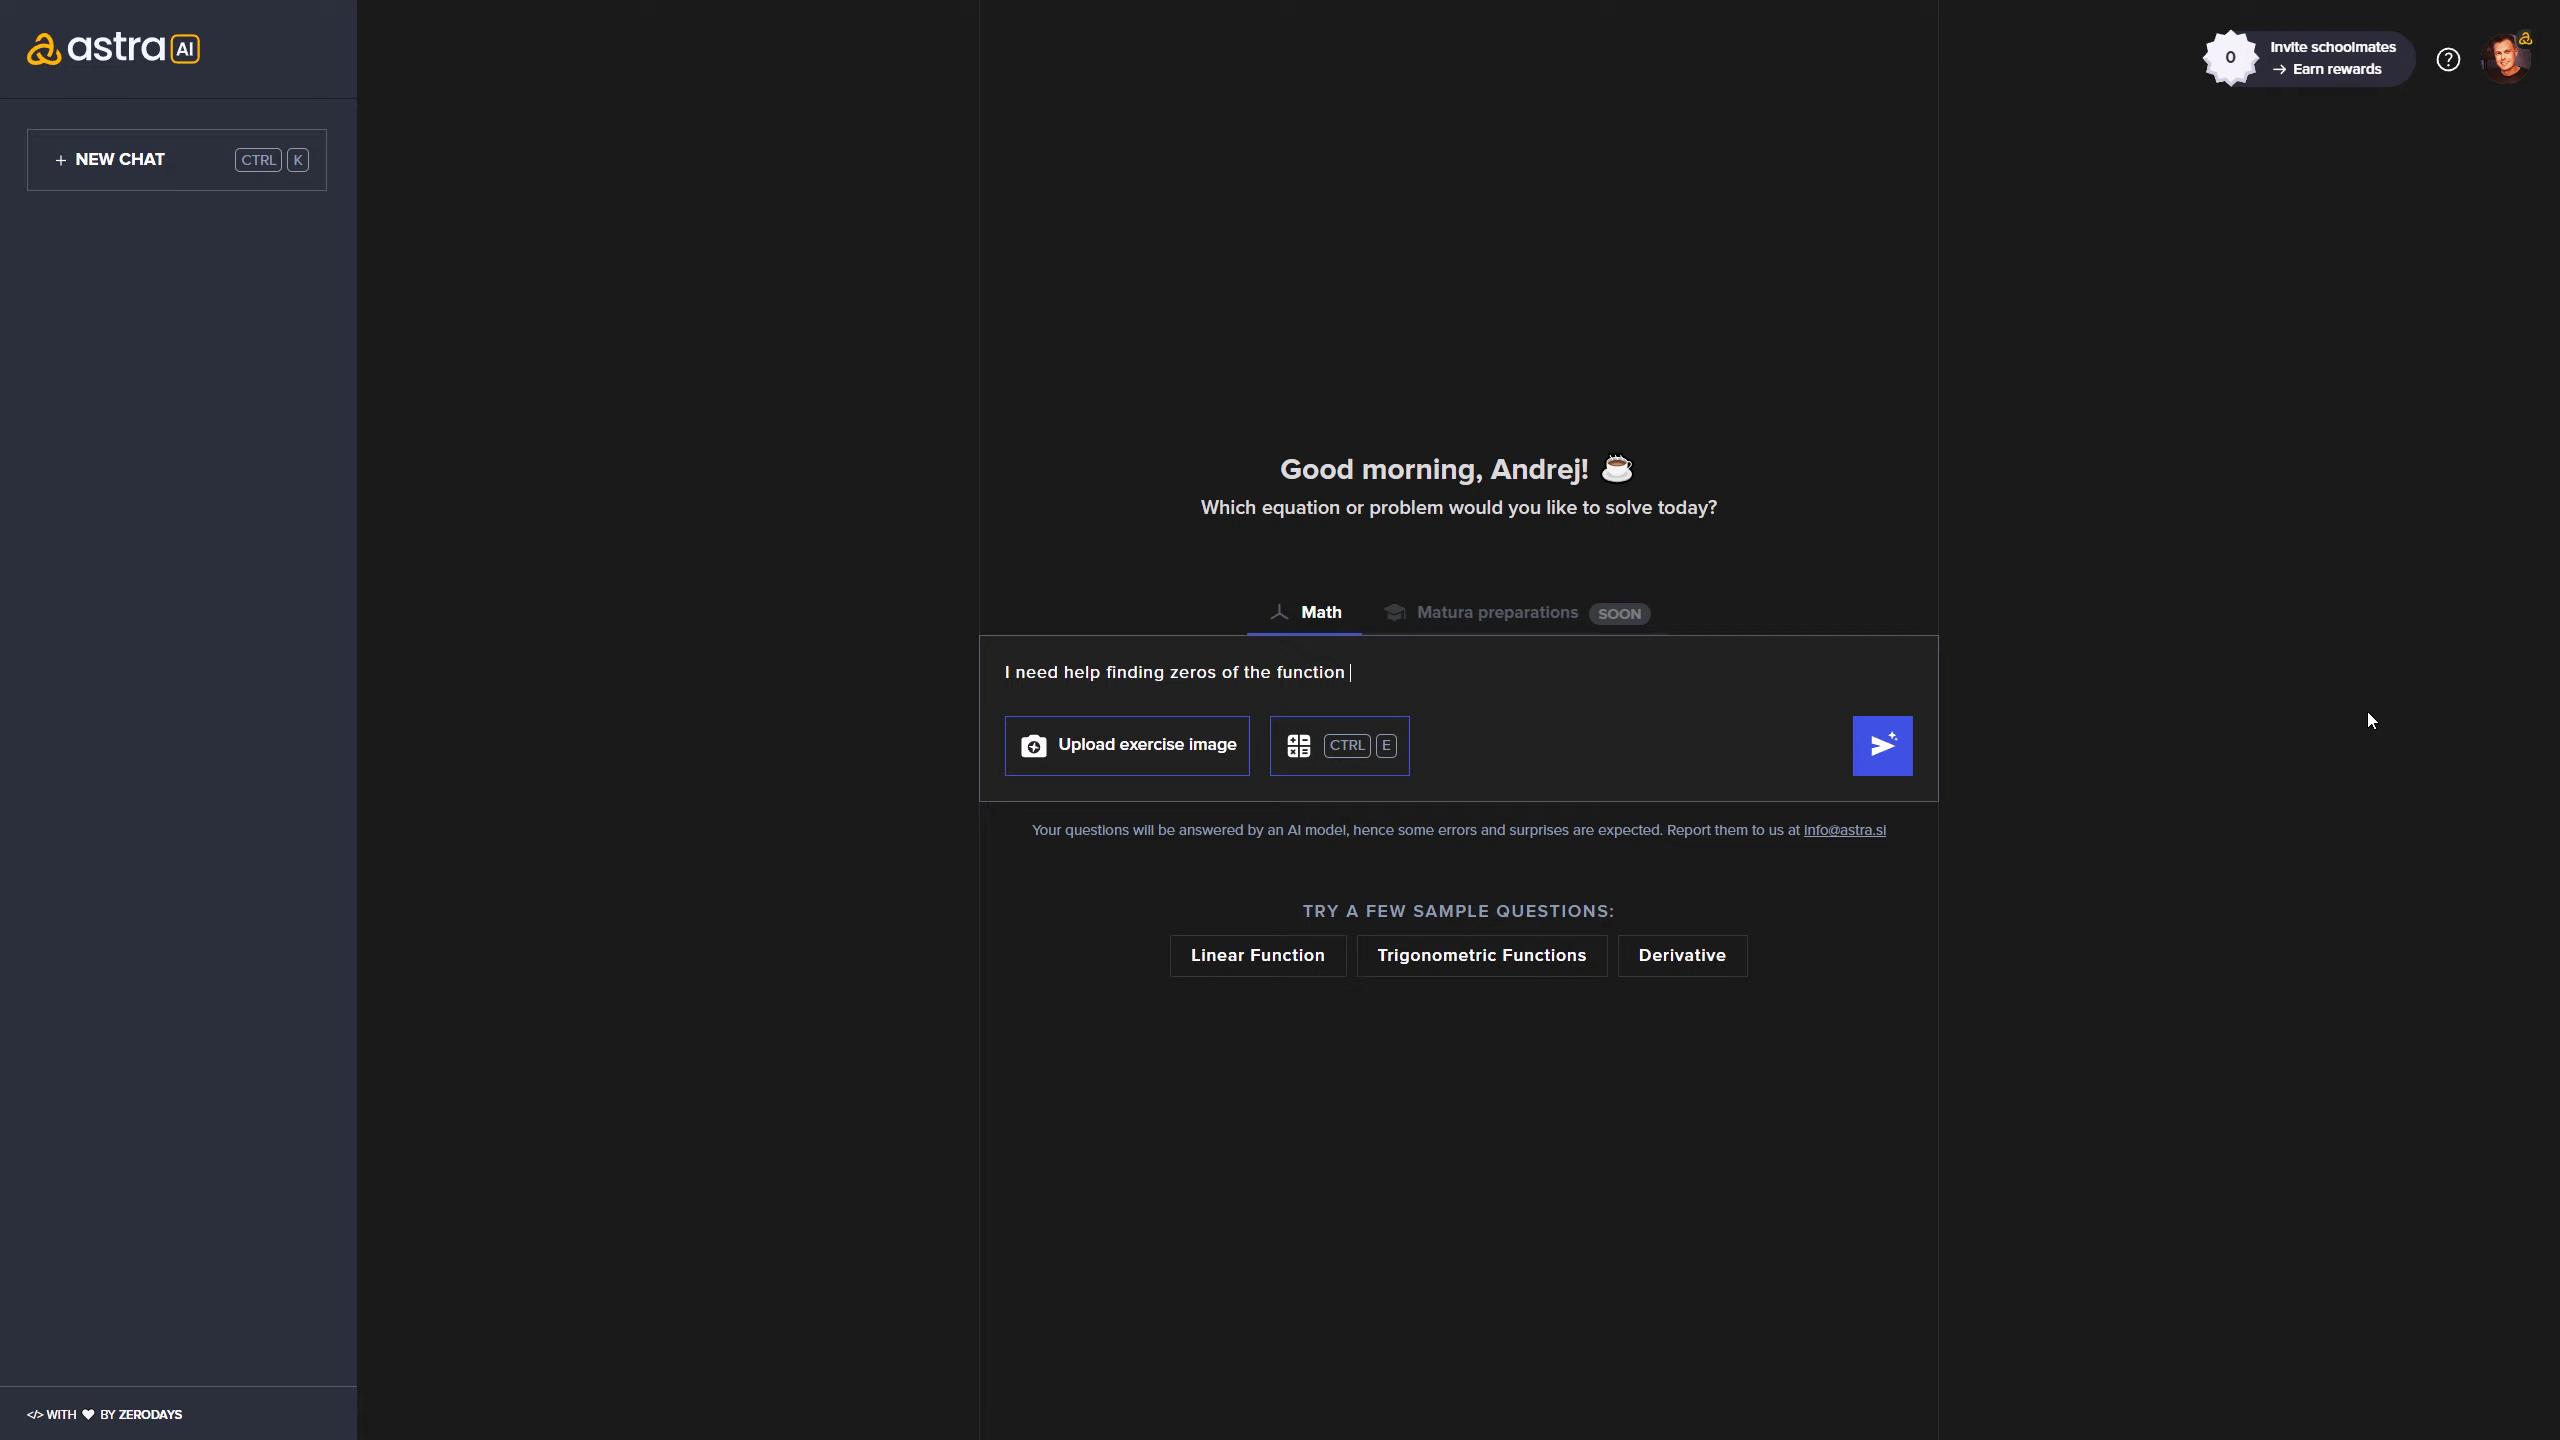 astra AI
+ NEW CHAT CTRL K
0 Invite schoolmates
→ Earn rewards
Good morning, Andrej!
Which equation or problem would you like to solve today?
Math Matura preparations SOON
I need help finding zeros of the function
Upload exercise image CTRL E
Your questions will be answered by an AI model, hence some errors and surprises are expected. Report them to us at info@astra.si
TRY A FEW SAMPLE QUESTIONS:
Linear Function Trigonometric Functions Derivative
</> WITH ♥ BY ZERODAYS